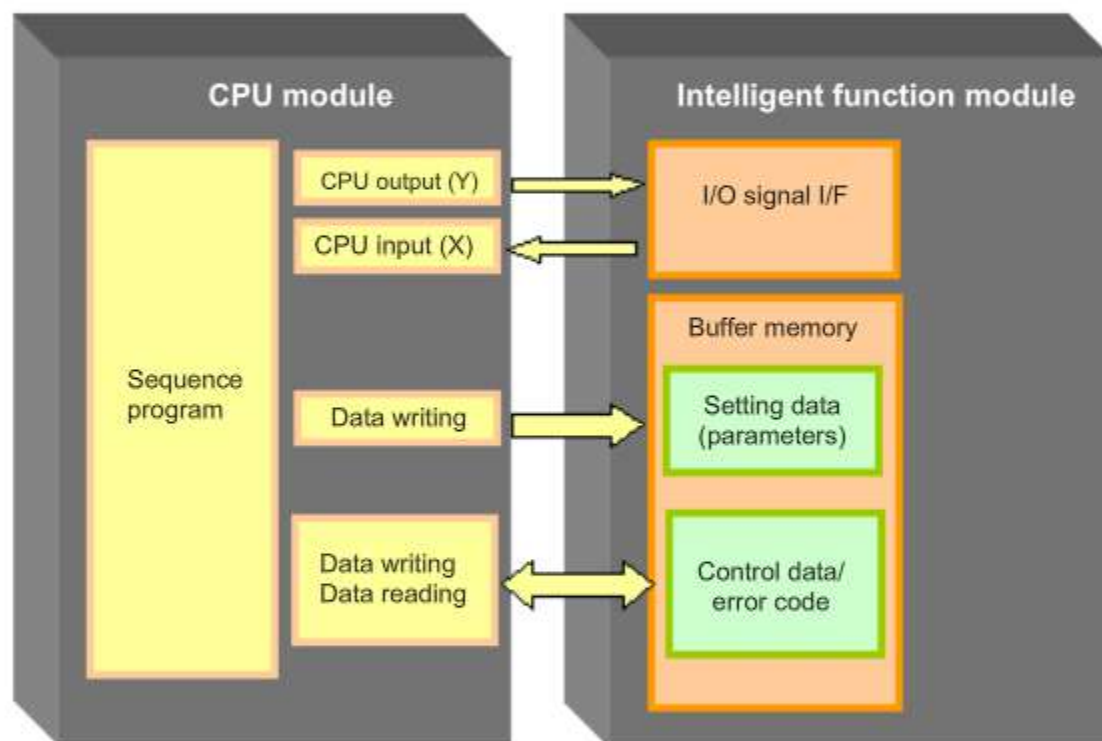 CPU module
Sequence
program
CPU output (Y)
CPU input (X)
Data writing
Data writing
Data reading
Intelligent function module
I/O signal I/F
Buffer memory
Setting data
(parameters)
Control data/
error code